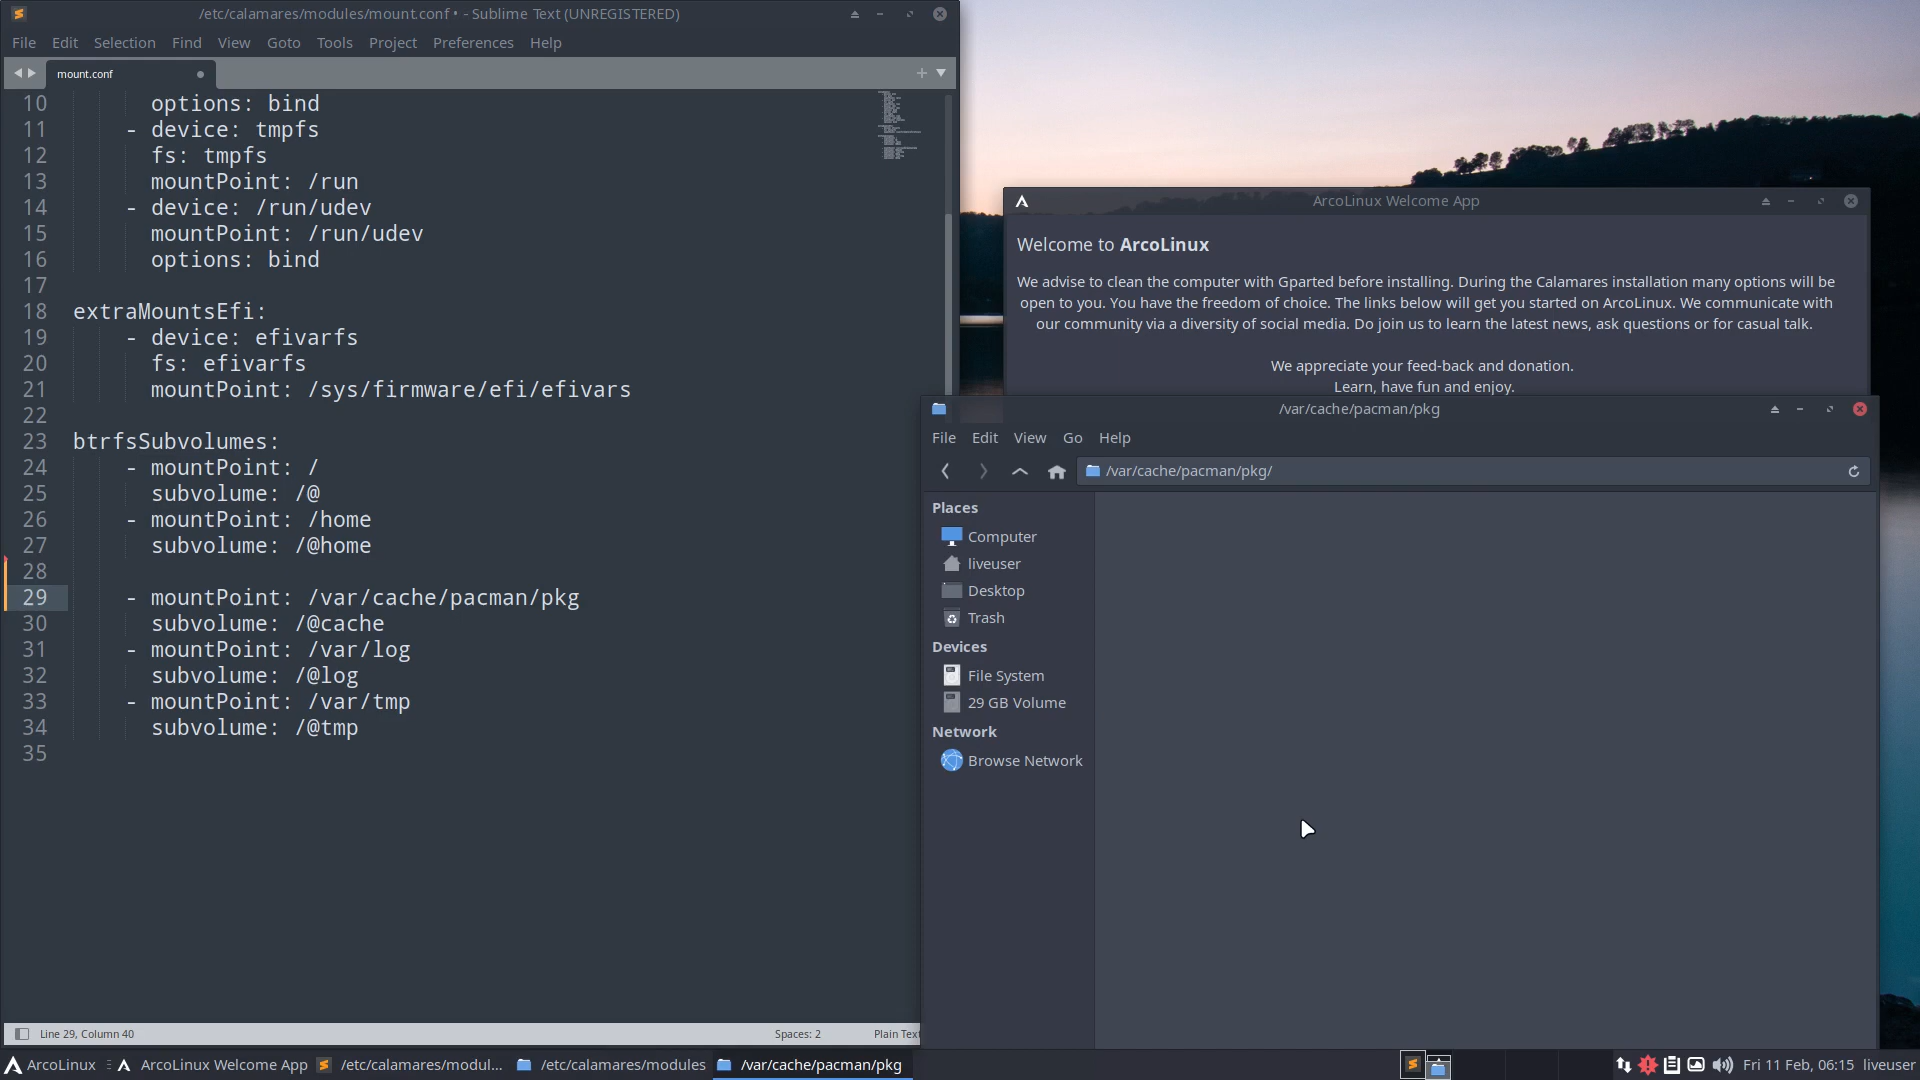 /etc/calamares/modules/mount.conf • - Sublime Text (UNREGISTERED)
File Edit Selection Find View Goto Tools Project Preferences Help
mount.conf
10 options: bind
11 - device: tmpfs
12 fs: tmpfs
13 mountPoint: /run
14 - device: /run/udev
15 mountPoint: /run/udev
16 options: bind
17
18 extraMountsEfi:
19 - device: efivarfs
20 fs: efivarfs
21 mountPoint: /sys/firmware/efi/efivars
22
23 btrfsSubvolumes:
24 - mountPoint: /
25 subvolume: /@
26 - mountPoint: /home
27 subvolume: /@home
28
29 - mountPoint: /var/cache/pacman/pkg
30 subvolume: /@cache
31 - mountPoint: /var/log
32 subvolume: /@log
33 - mountPoint: /var/tmp
34 subvolume: /@tmp
35
Line 29, Column 40 Spaces: 2 Plain Text
ArcoLinux Welcome App
Welcome to ArcoLinux
We advise to clean the computer with Gparted before installing. During the Calamares installation many options will be
open to you. You have the freedom of choice. The links below will get you started on ArcoLinux. We communicate with
our community via a diversity of social media. Do join us to learn the latest news, ask questions or for casual talk.
We appreciate your feed-back and donation.
Learn, have fun and enjoy.
/var/cache/pacman/pkg
File Edit View Go Help
/var/cache/pacman/pkg/
Places
Computer
liveuser
Desktop
Trash
Devices
File System
29 GB Volume
Network
Browse Network
ArcoLinux ArcoLinux Welcome App /etc/calamares/modul... /etc/calamares/modules /var/cache/pacman/pkg Fri 11 Feb, 06:15 liveuser